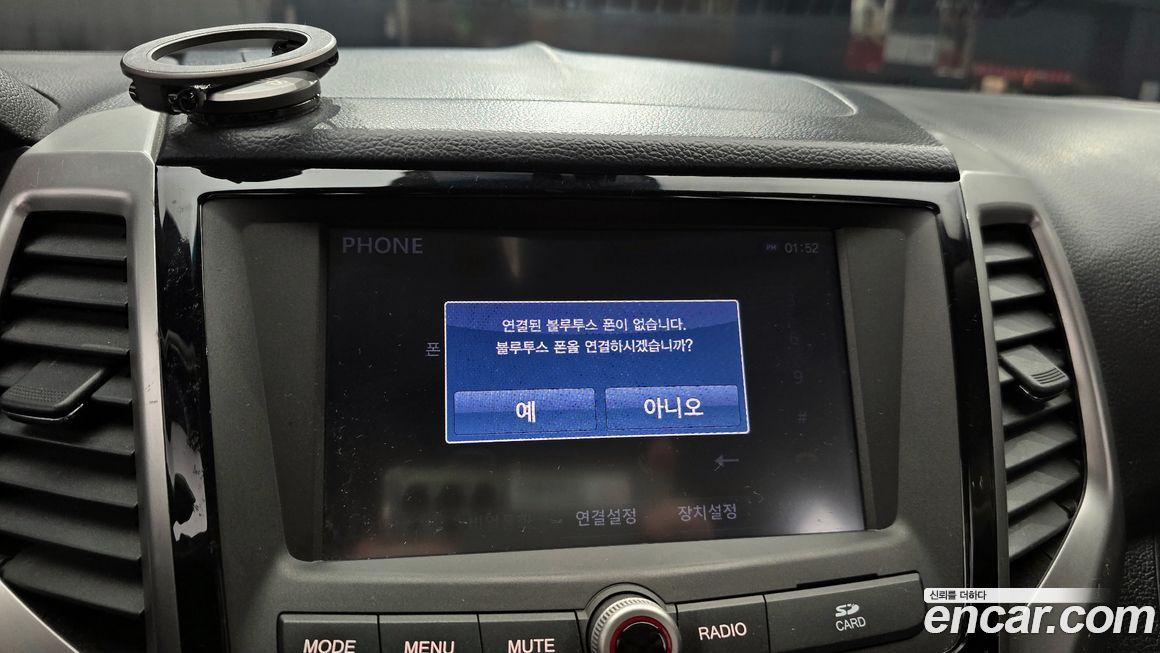 PHONE
PM 01:52
연결된 블루투스 폰이 없습니다.
블루투스 폰을 연결하시겠습니까?
폰
9
예
아니오
#
연결설정
장치설정
MODE
MENU
MUTE
RADIO
SD
CARD
신뢰를 더하다
encar.com